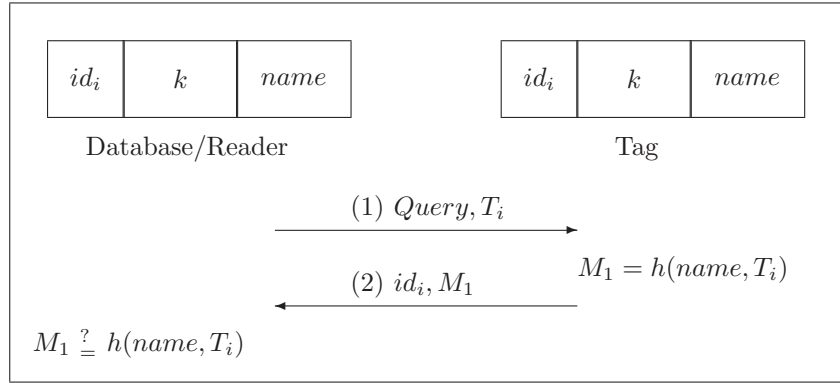 id_i k name id_i k name
Database/Reader Tag
(1) Query, T_i
M_1 = h(name, T_i)
(2) id_i, M_1
M_1 ?= h(name, T_i)